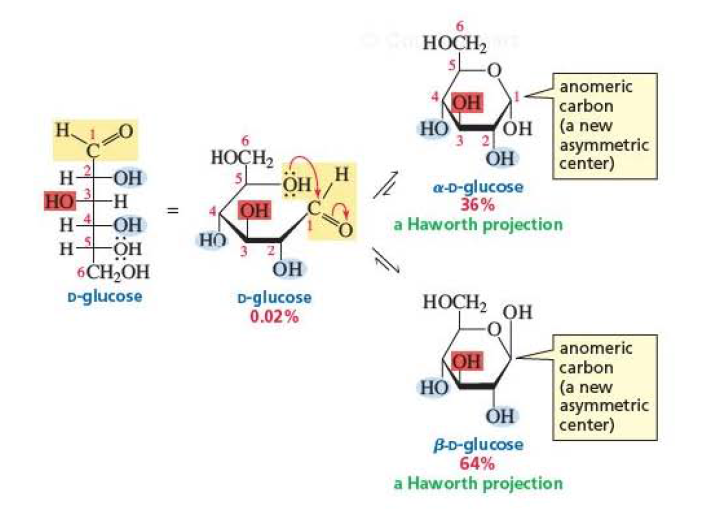 H
1
O
C
H
2
OH
HO
3
H
H
4
OH
H
5
ÖH
6CH₂OH
D-glucose
=
6
HOCH₂
5
ÖH
H
4
OH
C
1
O
HO
3
2
OH
D-glucose
0.02%
6
HOCH₂
5
O
4
OH
1
HO
3
2
OH
OH
α-D-glucose
36%
a Haworth projection
anomeric
carbon
(a new
asymmetric
center)
HOCH₂
OH
O
OH
HO
OH
β-D-glucose
64%
a Haworth projection
anomeric
carbon
(a new
asymmetric
center)